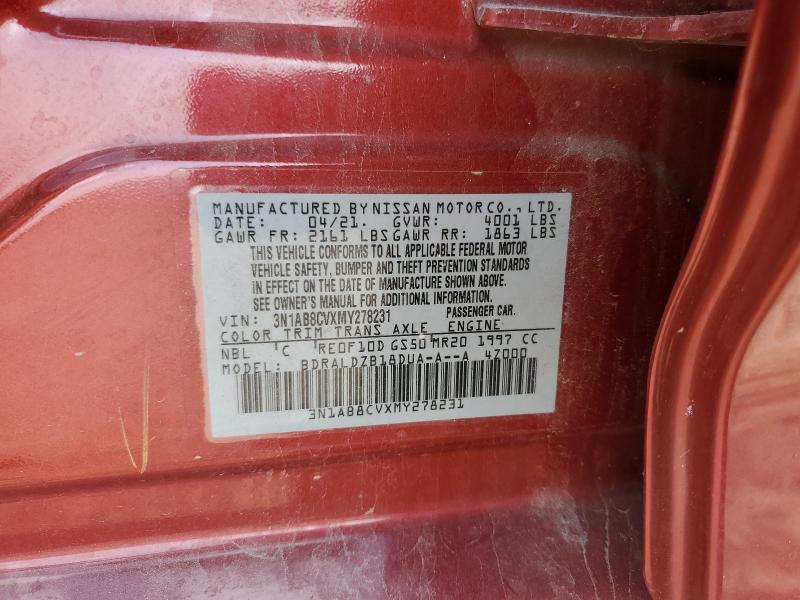 MANUFACTURED BY NISSAN MOTOR CO., LTD.
DATE: 04/21. GVWR: 4001 LBS
GAWR FR: 2161 LBS GAWR RR: 1863 LBS
THIS VEHICLE CONFORMS TO ALL APPLICABLE FEDERAL MOTOR
VEHICLE SAFETY, BUMPER AND THEFT PREVENTION STANDARDS
IN EFFECT ON THE DATE OF MANUFACTURE SHOWN ABOVE.
SEE OWNER'S MANUAL FOR ADDITIONAL INFORMATION.
VIN: 3N1AB8CVXMY278231 PASSENGER CAR.
COLOR TRIM TRANS AXLE ENGINE
NBL C RE0F10D GS50 MR20 1997 CC
MODEL: BDRALDZB18DUA-A--A 4Z000
3N1AB8CVXMY278231